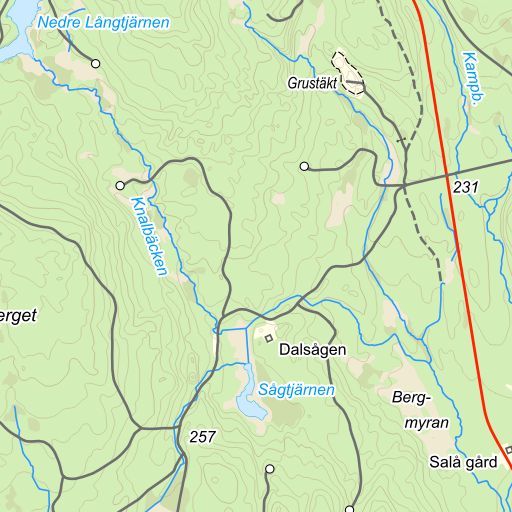 Nedre Långtjärnen
Kampb.
Grustäkt
231
Knalbäcken
erget
Dalsågen
Sågtjärnen
Berg-
myran
257
Salå gård